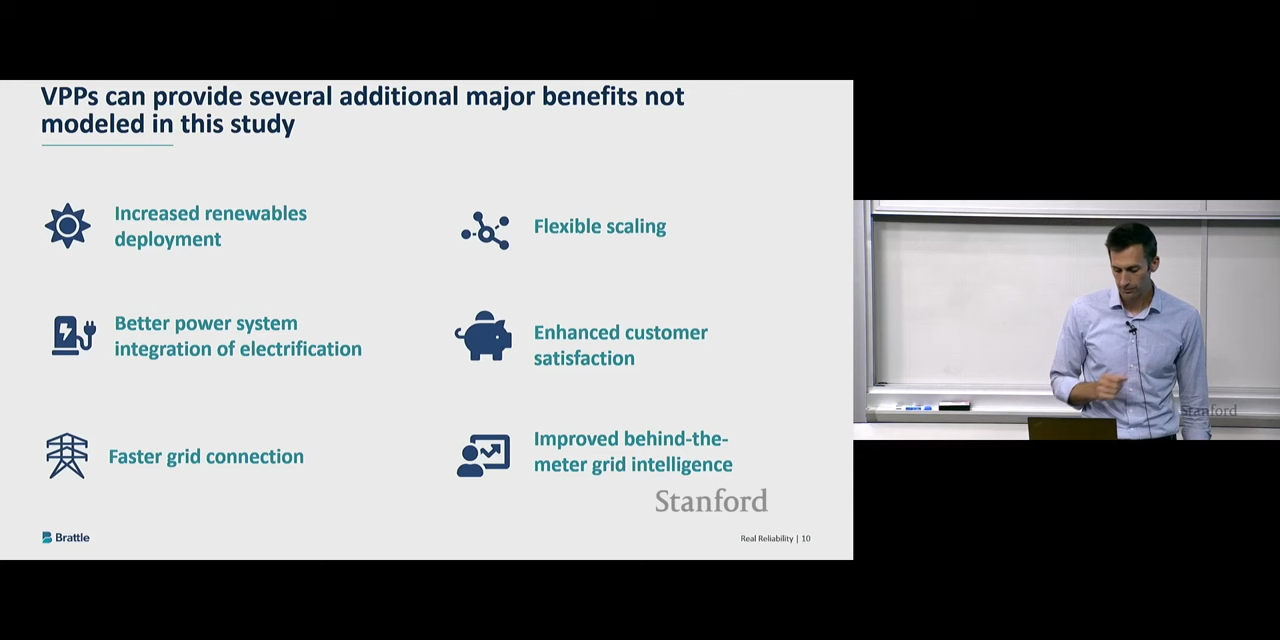 VPPs can provide several additional major benefits not
modeled in this study
Increased renewables
deployment
Flexible scaling
Better power system
integration of electrification
Enhanced customer
satisfaction
Faster grid connection
Improved behind-the-
meter grid intelligence
Stanford
Brattle
Real Reliability | 10
Stanford